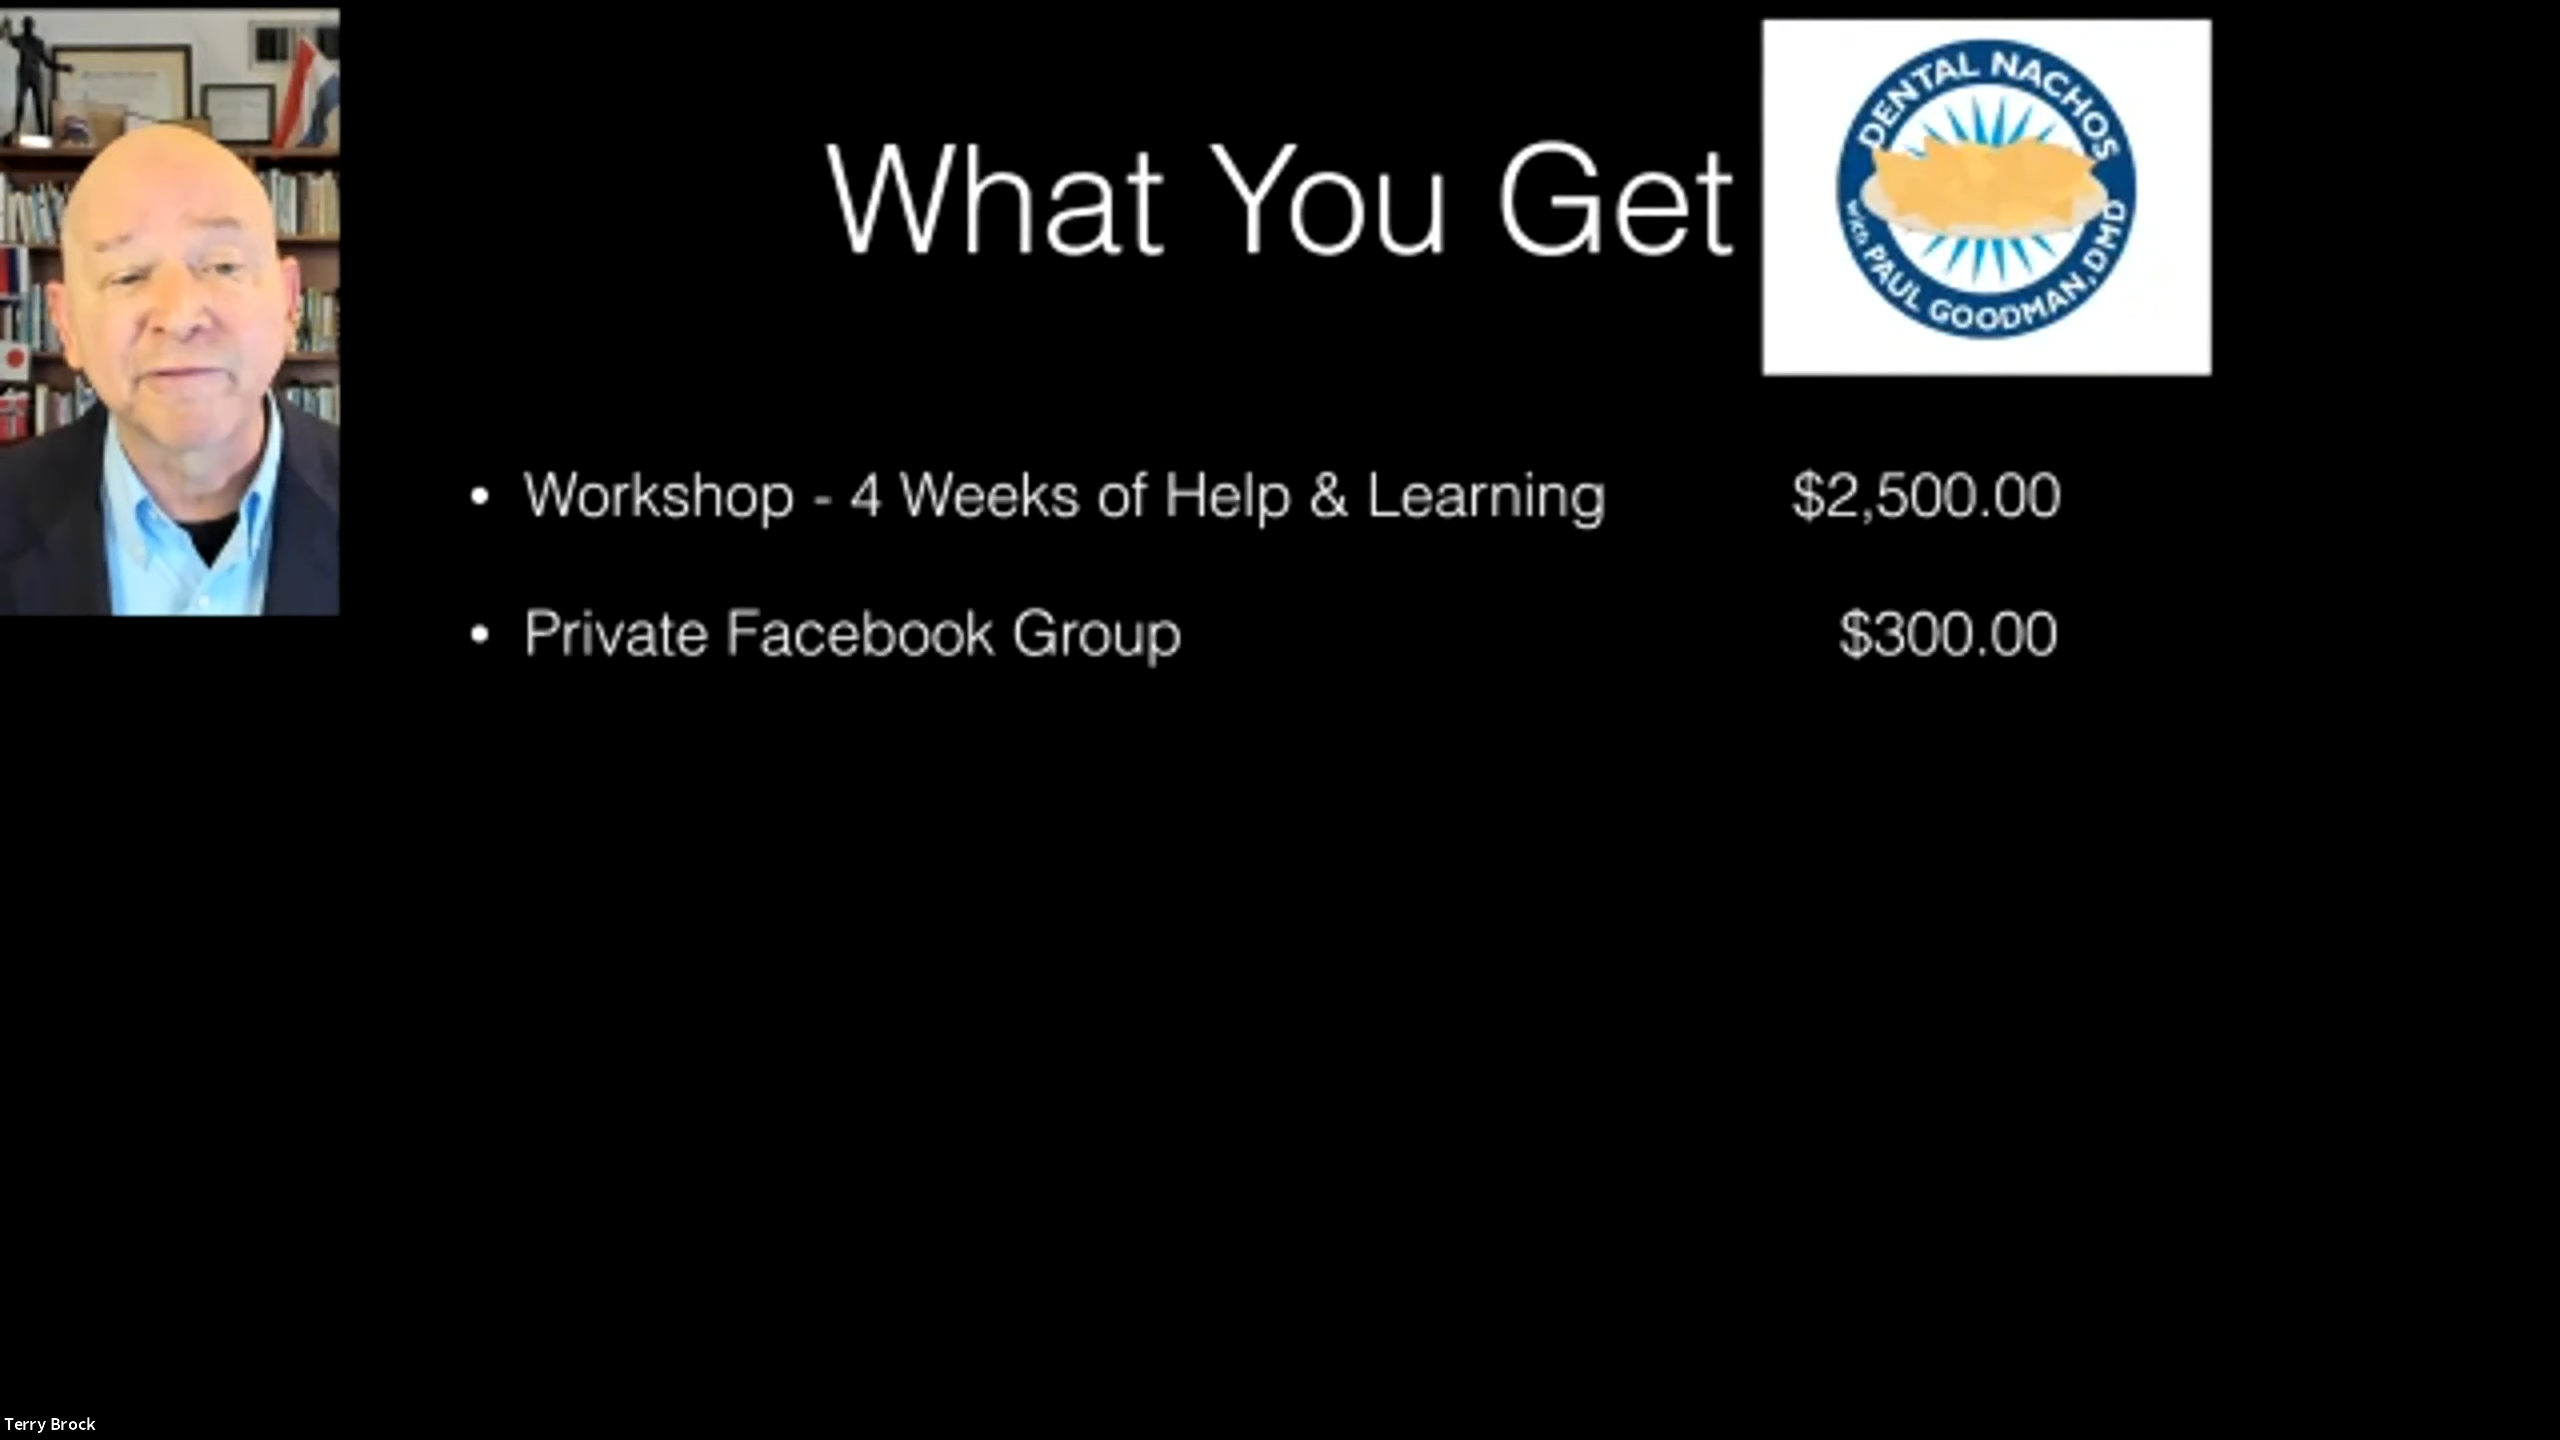 What You Get
DENTAL NACHOS
with PAUL GOODMAN, DMD
• Workshop - 4 Weeks of Help & Learning $2,500.00
• Private Facebook Group $300.00
Terry Brock